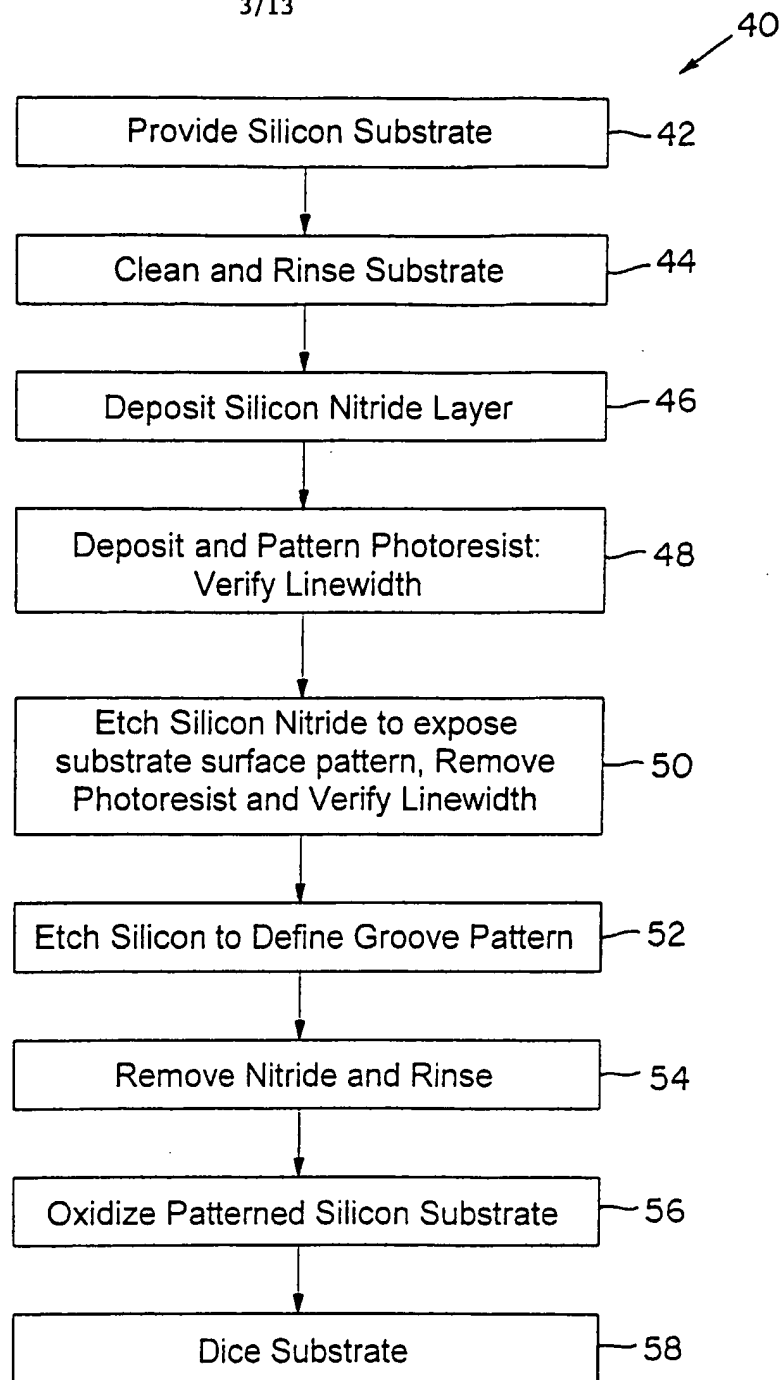 3/13
40
Provide Silicon Substrate
42
Clean and Rinse Substrate
44
Deposit Silicon Nitride Layer
46
Deposit and Pattern Photoresist:
Verify Linewidth
48
Etch Silicon Nitride to expose
substrate surface pattern, Remove
Photoresist and Verify Linewidth
50
Etch Silicon to Define Groove Pattern
52
Remove Nitride and Rinse
54
Oxidize Patterned Silicon Substrate
56
Dice Substrate
58